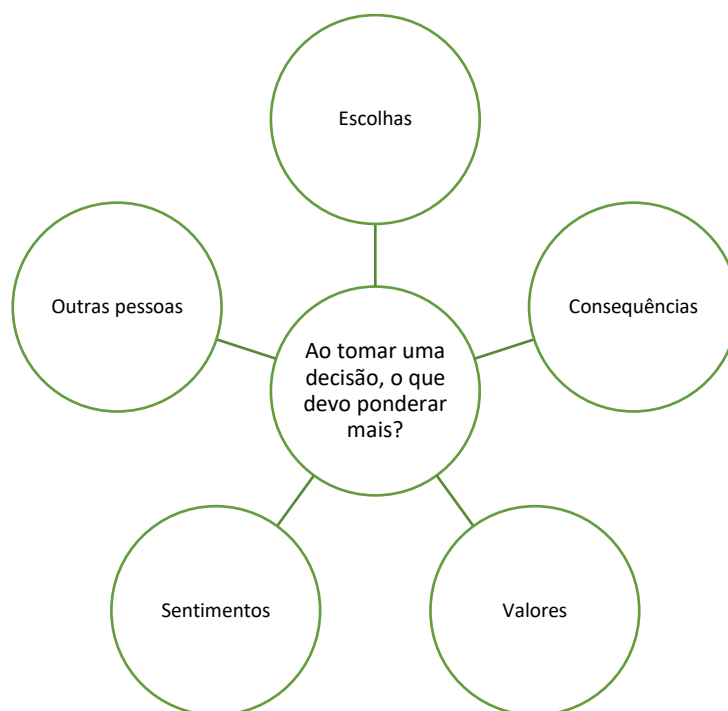 Escolhas
Outras pessoas
Consequências
Ao tomar uma
decisão, o que
devo ponderar
mais?
Sentimentos
Valores